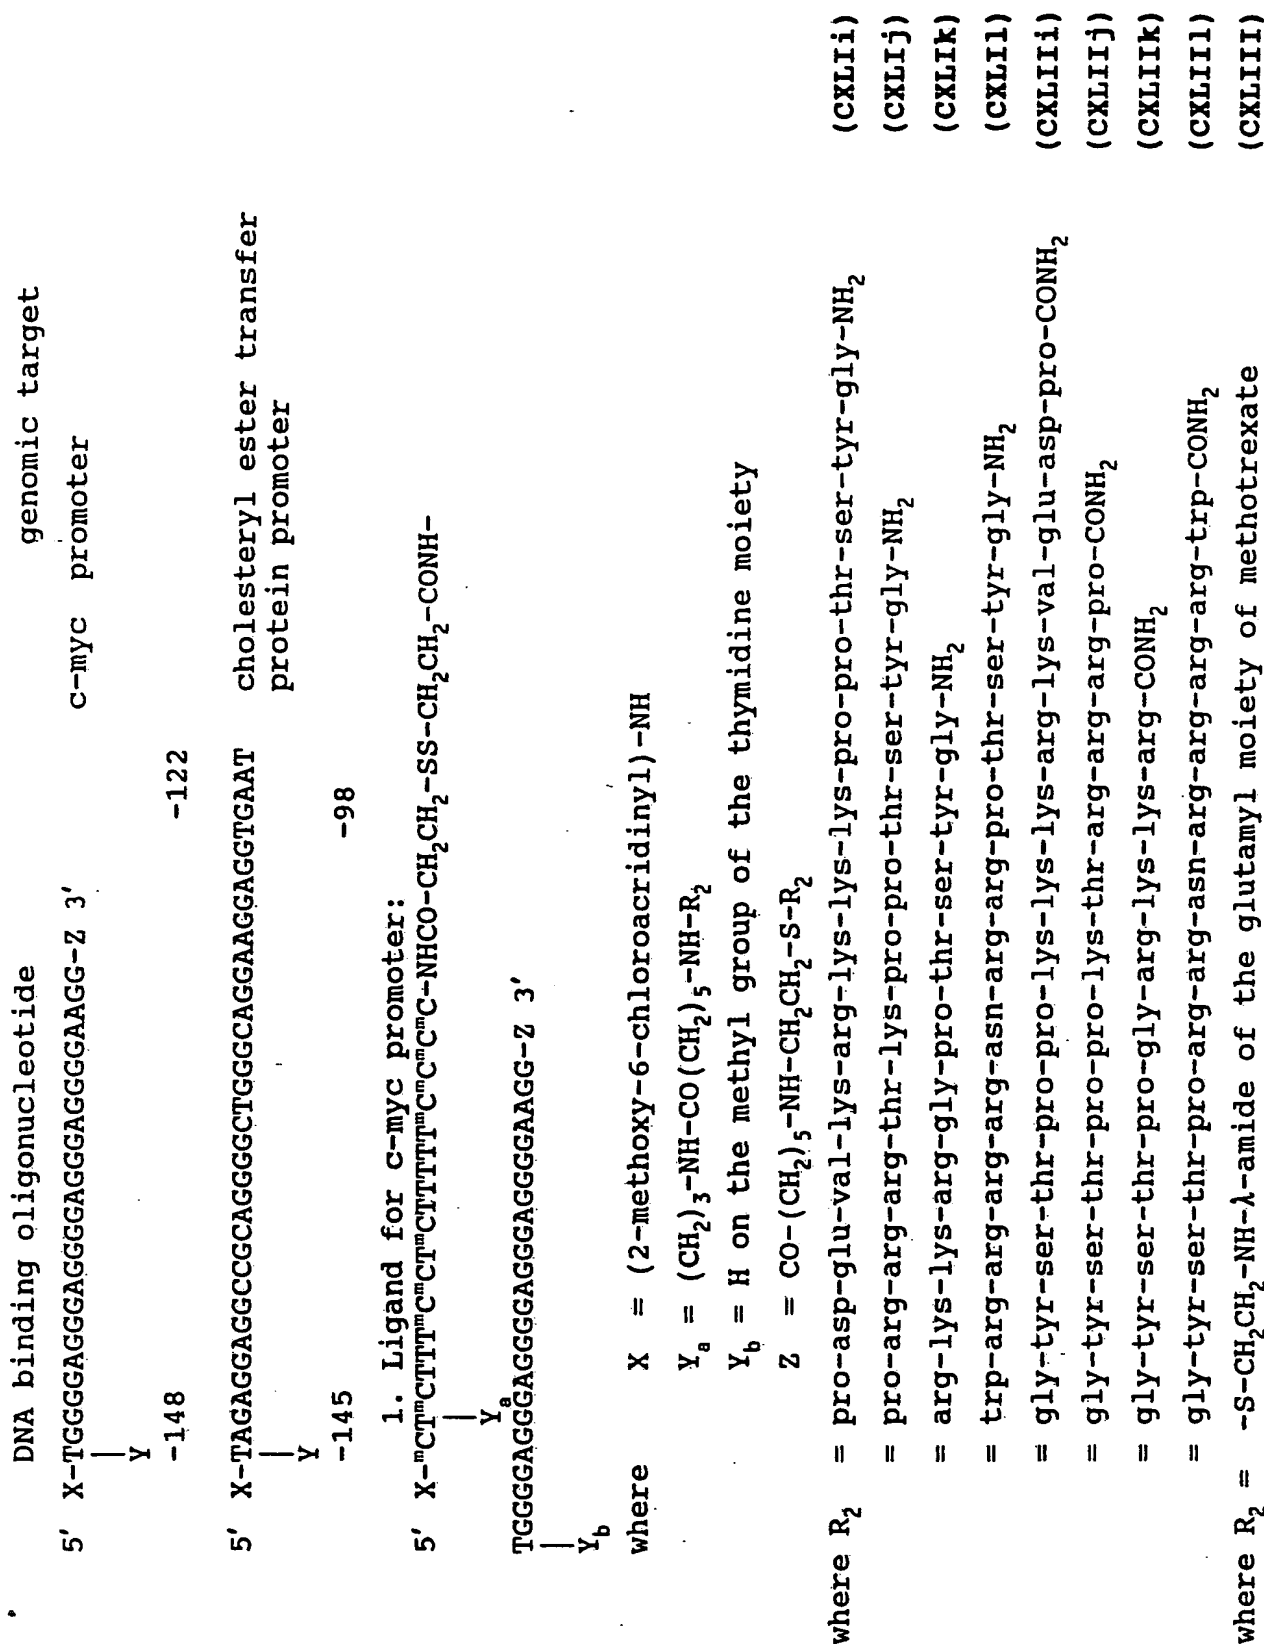 DNA binding oligonucleotide genomic target
5′ X-TGGGGAGGGAGGGGAGGGAGGGGAAGG-Z 3′ c-myc promoter
Y
-148 -122
5′ X-TAGAGGAGGCCCGCAGGGGCTGGGCAGGAAGGAGGTGAAT cholesteryl ester transfer
Y protein promoter
-145 -98
1. Ligand for c-myc promoter:
5′ X-ᵐCTᵐCTTTᵐCᵐCTᵐCTTTTᵐCᵐCᵐCᵐC-NHCO-CH₂CH₂-SS-CH₂CH₂-CONH-
Yₐ
TGGGGAGGGAGGGGAGGGAGGGGAAGG-Z 3′
Y_b
where X = (2-methoxy-6-chloroacridinyl)-NH
Yₐ = (CH₂)₃-NH-CO(CH₂)₅-NH-R₂
Y_b = H on the methyl group of the thymidine moiety
Z = CO-(CH₂)₅-NH-CH₂CH₂-S-R₂
where R₂ = pro-asp-glu-val-lys-arg-lys-lys-lys-pro-pro-thr-ser-tyr-gly-NH₂ (CXLIi)
= pro-arg-arg-arg-thr-lys-pro-pro-thr-ser-tyr-gly-NH₂ (CXLIj)
= arg-lys-lys-arg-gly-pro-thr-ser-tyr-gly-NH₂ (CXLIk)
= trp-arg-arg-arg-asn-arg-arg-pro-thr-ser-tyr-gly-NH₂ (CXLIl)
= gly-tyr-ser-thr-pro-pro-lys-lys-lys-arg-lys-val-glu-asp-pro-CONH₂ (CXLIIi)
= gly-tyr-ser-thr-pro-pro-lys-thr-arg-arg-arg-pro-CONH₂ (CXLIIj)
= gly-tyr-ser-thr-pro-gly-arg-lys-lys-arg-CONH₂ (CXLIIk)
= gly-tyr-ser-thr-pro-arg-arg-asn-arg-arg-arg-trp-CONH₂ (CXLIIl)
where R₂ = -S-CH₂CH₂-NH-λ-amide of the glutamyl moiety of methotrexate (CXLIII)